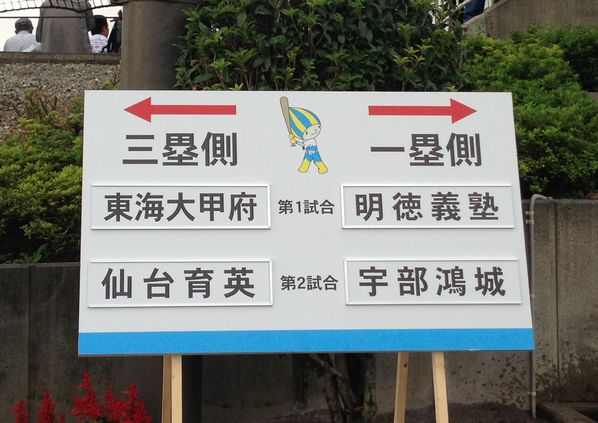 三塁側 一塁側
東海大甲府 第1試合 明徳義塾
仙台育英 第2試合 宇部鴻城